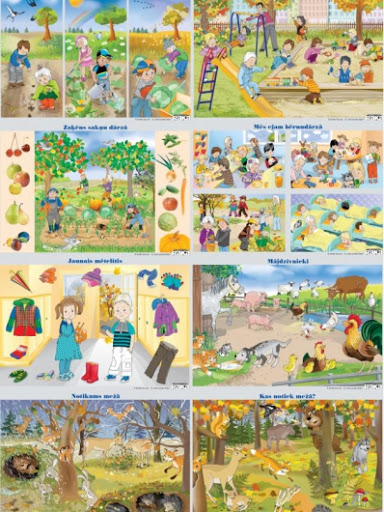 Zaķēns sakņu dārzā
Mēs ejam bērnudārzā
Jaunais mētelītis
Mājdzīvnieki
Notikums mežā
Kas notiek mežā?